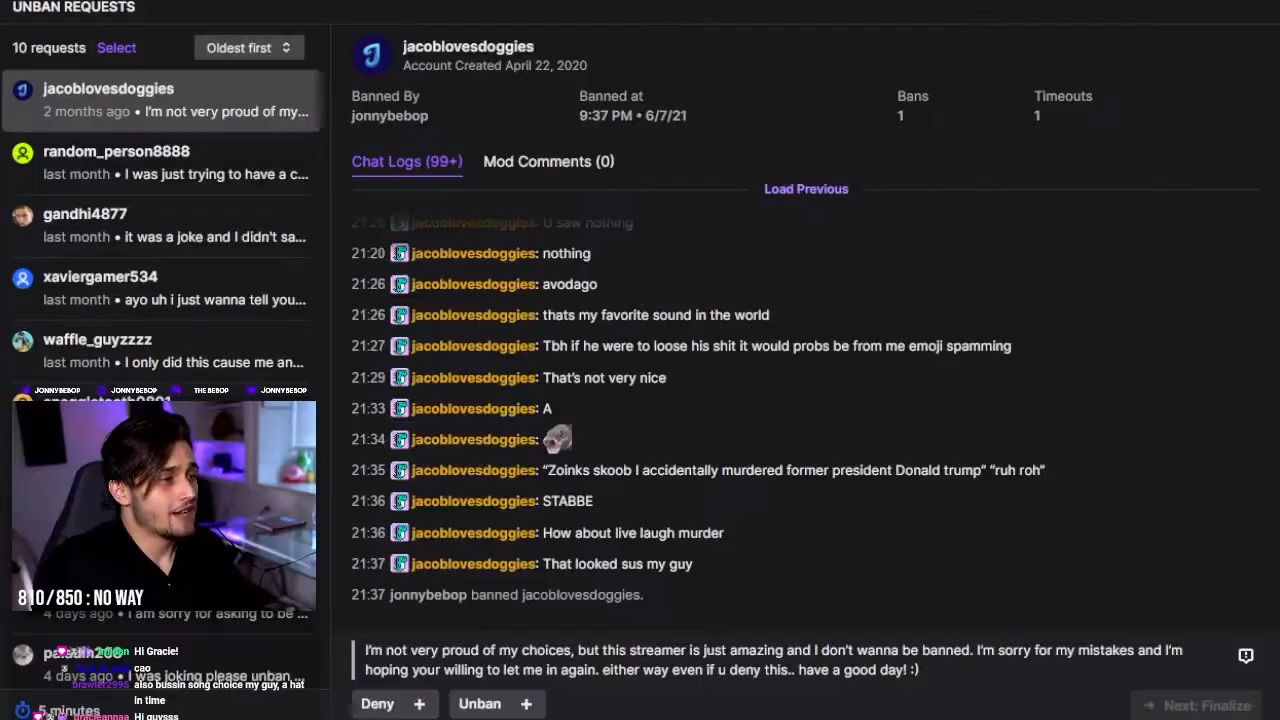 UNBAN REQUESTS
10 requests Select Oldest first
jacoblovesdoggies
2 months ago • I'm not very proud of my...
random_person8888
last month • I was just trying to have a c...
gandhi4877
last month • it was a joke and I didn't sa...
xaviergamer534
last month • ayo uh i just wanna tell you...
waffle_guyzzzz
last month • I only did this cause me an...
JONNYBEBOP JONNYBEBOP THE BEBOP JONNYBEBOP
810/850 : NO WAY
4 days ago • I am sorry for asking to be ...
Hi Gracie!
cao
4 days ago • I was joking please unban ...
brawler2995 also bussin song choice my guy, a hat
in time
5 minutes
gracieannaa Hi guysss
jacoblovesdoggies
Account Created April 22, 2020
Banned By Banned at Bans Timeouts
jonnybebop 9:37 PM • 6/7/21 1 1
Chat Logs (99+) Mod Comments (0)
Load Previous
21:20 jacoblovesdoggies: U saw nothing
21:20 jacoblovesdoggies: nothing
21:26 jacoblovesdoggies: avodago
21:26 jacoblovesdoggies: thats my favorite sound in the world
21:27 jacoblovesdoggies: Tbh if he were to loose his shit it would probs be from me emoji spamming
21:29 jacoblovesdoggies: That's not very nice
21:33 jacoblovesdoggies: A
21:34 jacoblovesdoggies:
21:35 jacoblovesdoggies: “Zoinks skoob I accidentally murdered former president Donald trump” “ruh roh”
21:36 jacoblovesdoggies: STABBE
21:36 jacoblovesdoggies: How about live laugh murder
21:37 jacoblovesdoggies: That looked sus my guy
21:37 jonnybebop banned jacoblovesdoggies.
I'm not very proud of my choices, but this streamer is just amazing and I don't wanna be banned. I'm sorry for my mistakes and I'm
hoping your willing to let me in again. either way even if u deny this.. have a good day! :)
Deny + Unban + Next: Finalize